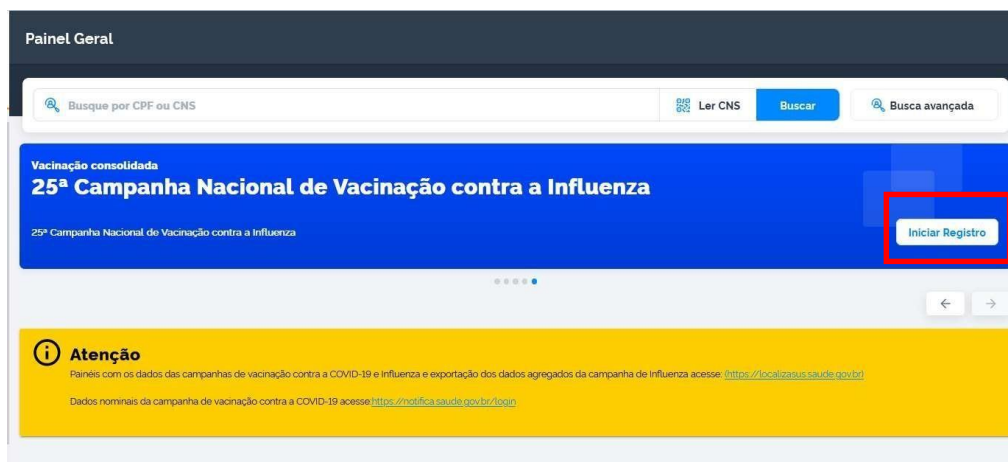 Painel Geral
Busque por CPF ou CNS
Ler CNS
Buscar
Busca avançada
Vacinação consolidada
25ª Campanha Nacional de Vacinação contra a Influenza
25ª Campanha Nacional de Vacinação contra a Influenza
Iniciar Registro
Atenção
Painéis com os dados das campanhas de vacinação contra a COVID-19 e Influenza e exportação dos dados agregados da campanha de Influenza acesse: (https://localizasus.saude.gov.br)
Dados nominais da campanha de vacinação contra a COVID-19 acesse:https://notifica.saude.gov.br/login